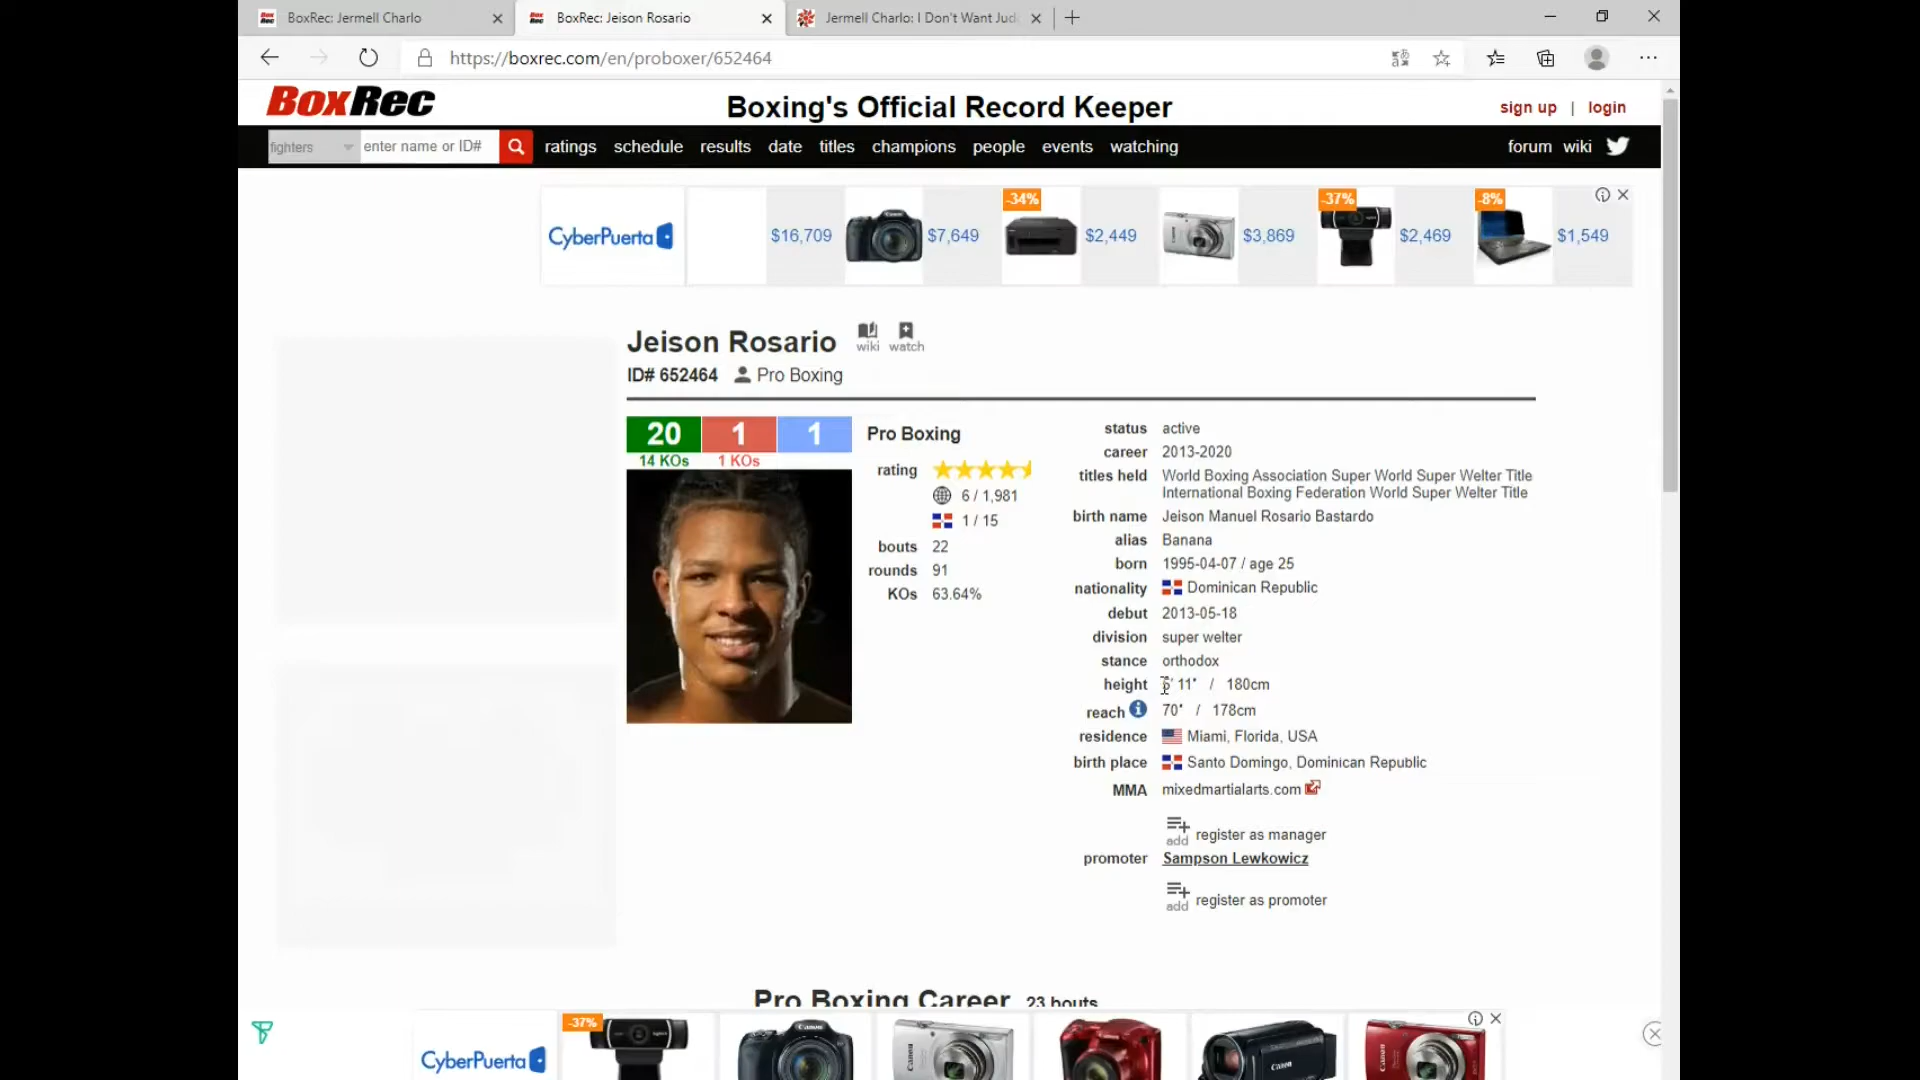 BoxRec: Jermell Charlo
BoxRec: Jeison Rosario
Jermell Charlo: I Don't Want Jud
https://boxrec.com/en/proboxer/652464
BoxRec
Boxing's Official Record Keeper
sign up | login
fighters
enter name or ID#
ratings schedule results date titles champions people events watching
forum wiki
-34%
-37%
-8%
CyberPuerta
$16,709
$7,649
$2,449
$3,869
$2,469
$1,549
Jeison Rosario
wiki watch
ID# 652464 Pro Boxing
20 1 1
14 KOs 1 KOs
Pro Boxing
rating
6 / 1,981
1 / 15
bouts 22
rounds 91
KOs 63.64%
status active
career 2013-2020
titles held World Boxing Association Super World Super Welter Title
International Boxing Federation World Super Welter Title
birth name Jeison Manuel Rosario Bastardo
alias Banana
born 1995-04-07 / age 25
nationality Dominican Republic
debut 2013-05-18
division super welter
stance orthodox
height 5' 11" / 180cm
reach 70" / 178cm
residence Miami, Florida, USA
birth place Santo Domingo, Dominican Republic
MMA mixedmartialarts.com
add register as manager
promoter Sampson Lewkowicz
add register as promoter
Pro Boxing Career 23 bouts
-37%
CyberPuerta
Canon
Canon
Canon
Canon
Canon